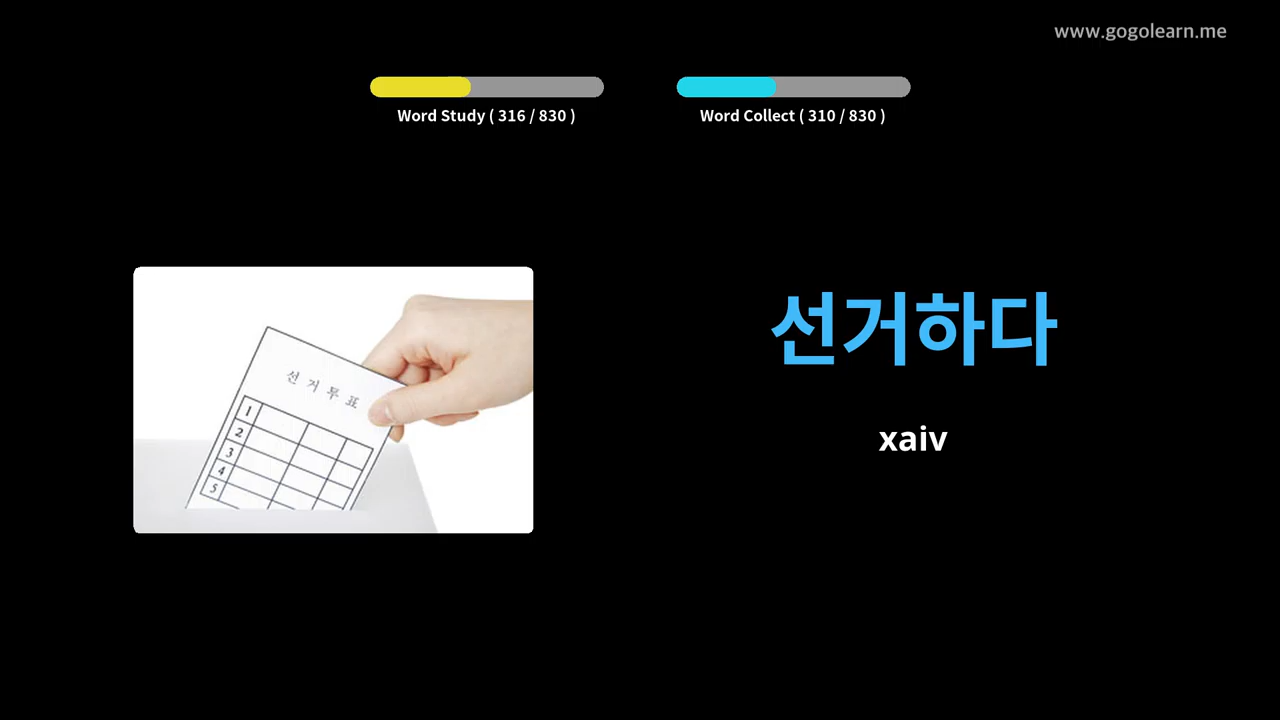 www.gogolearn.me
Word Study ( 316 / 830 )
Word Collect ( 310 / 830 )
선거투표
1
2
3
4
5
선거하다
xaiv